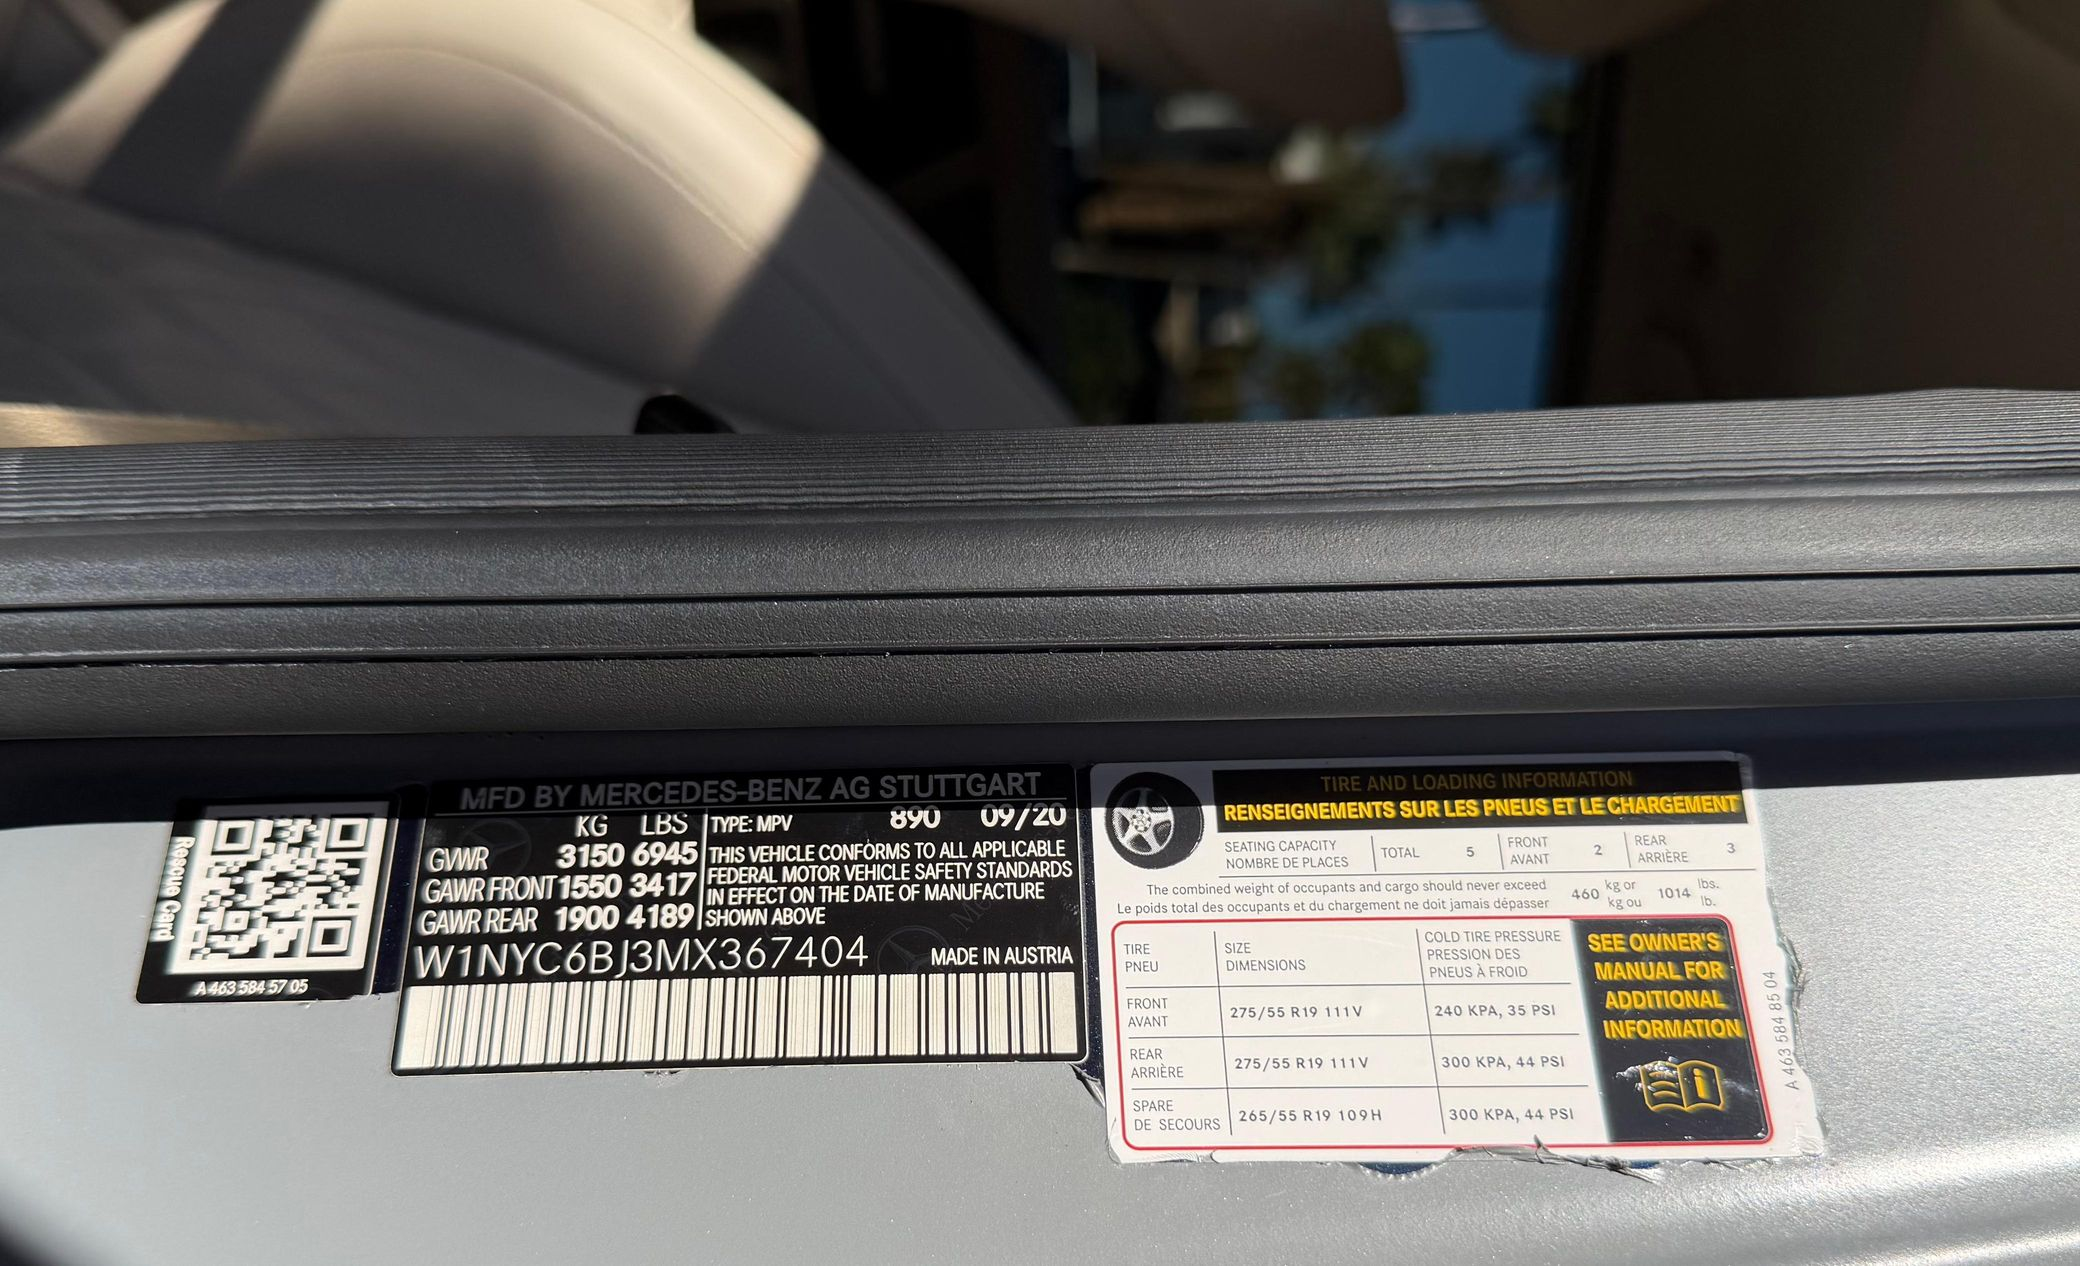 Rescue Card
A 463 584 57 05
MFD BY MERCEDES-BENZ AG STUTTGART
KG LBS TYPE: MPV 890 09/20
GVWR 3150 6945
GAWR FRONT 1550 3417
GAWR REAR 1900 4189
THIS VEHICLE CONFORMS TO ALL APPLICABLE
FEDERAL MOTOR VEHICLE SAFETY STANDARDS
IN EFFECT ON THE DATE OF MANUFACTURE
SHOWN ABOVE
W1NYC6BJ3MX367404 MADE IN AUSTRIA
TIRE AND LOADING INFORMATION
RENSEIGNEMENTS SUR LES PNEUS ET LE CHARGEMENT
SEATING CAPACITY
NOMBRE DE PLACES
TOTAL 5
FRONT
AVANT
2
REAR
ARRIÈRE
3
The combined weight of occupants and cargo should never exceed
Le poids total des occupants et du chargement ne doit jamais dépasser
460 kg or
kg ou
1014 lbs.
lb.
TIRE
PNEU
SIZE
DIMENSIONS
COLD TIRE PRESSURE
PRESSION DES
PNEUS À FROID
FRONT
AVANT
275/55 R19 111V
240 KPA, 35 PSI
REAR
ARRIÈRE
275/55 R19 111V
300 KPA, 44 PSI
SPARE
DE SECOURS
265/55 R19 109H
300 KPA, 44 PSI
SEE OWNER'S
MANUAL FOR
ADDITIONAL
INFORMATION
A 463 584 85 04